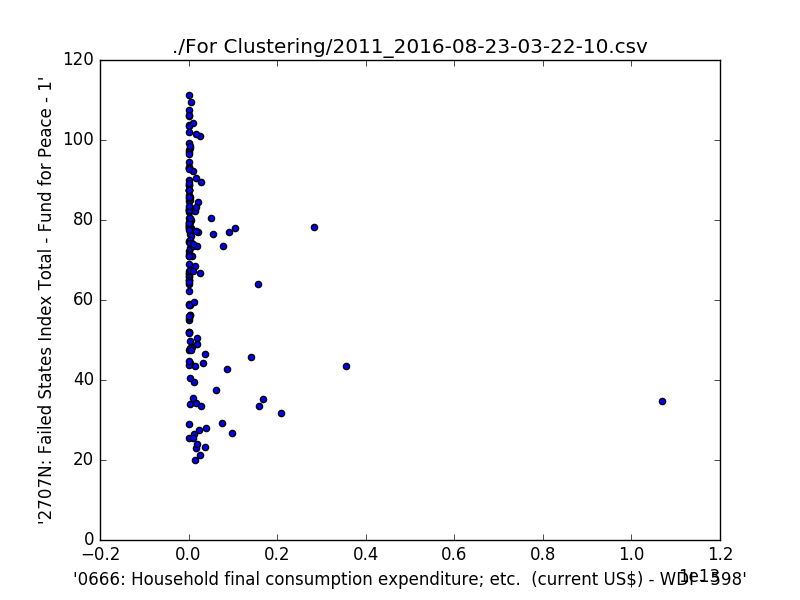 ./For Clustering/2011_2016-08-23-03-22-10.csv
'2707N: Failed States Index Total - Fund for Peace - 1'
120
100
80
60
40
20
0
−0.2 0.0 0.2 0.4 0.6 0.8 1.0 1.2
1e13
'0666: Household final consumption expenditure; etc.  (current US$) - WDI - 598'